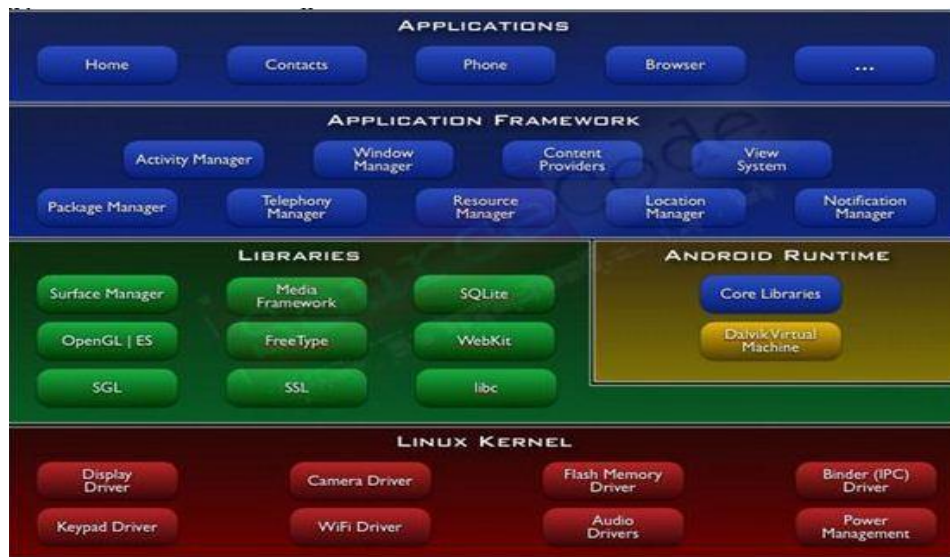 APPLICATIONS
Home
Contacts
Phone
Browser
...
APPLICATION FRAMEWORK
Activity Manager
Window
Manager
Content
Providers
View
System
Package Manager
Telephony
Manager
Resource
Manager
Location
Manager
Notification
Manager
LIBRARIES
ANDROID RUNTIME
Surface Manager
Media
Framework
SQLite
Core Libraries
OpenGL | ES
FreeType
WebKit
Dalvik Virtual
Machine
SGL
SSL
libc
LINUX KERNEL
Display
Driver
Camera Driver
Flash Memory
Driver
Binder (IPC)
Driver
Keypad Driver
WiFi Driver
Audio
Drivers
Power
Management